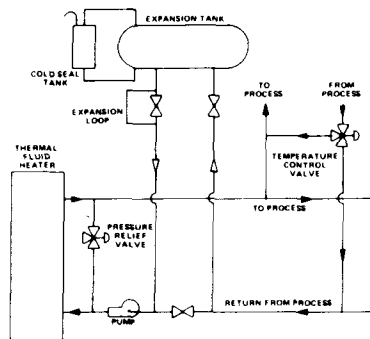 EXPANSION TANK
COLD SEAL
TANK
EXPANSION
LOOP
TO
PROCESS
FROM
PROCESS
THERMAL
FLUID
HEATER
TEMPERATURE
CONTROL
VALVE
TO PROCESS
PRESSURE
RELIEF
VALVE
RETURN FROM PROCESS
PUMP